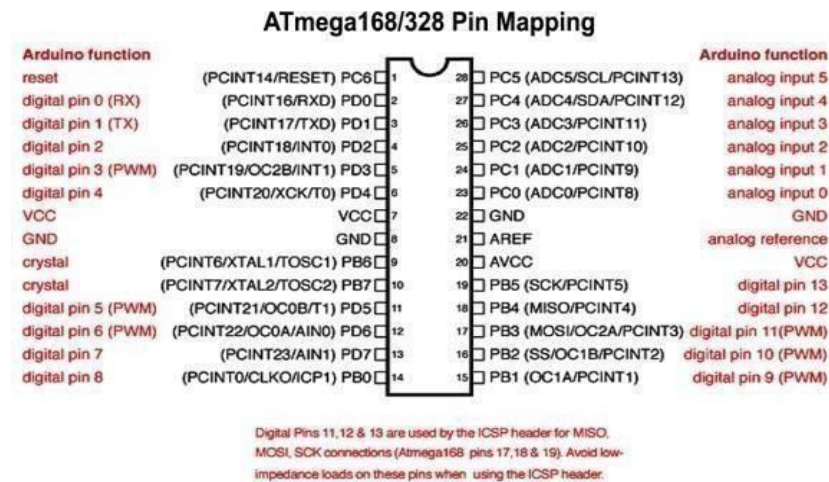 ATmega168/328 Pin Mapping
Arduino function Arduino function
reset (PCINT14/RESET) PC6 1 28 PC5 (ADC5/SCL/PCINT13) analog input 5
digital pin 0 (RX) (PCINT16/RXD) PD0 2 27 PC4 (ADC4/SDA/PCINT12) analog input 4
digital pin 1 (TX) (PCINT17/TXD) PD1 3 26 PC3 (ADC3/PCINT11) analog input 3
digital pin 2 (PCINT18/INT0) PD2 4 25 PC2 (ADC2/PCINT10) analog input 2
digital pin 3 (PWM) (PCINT19/OC2B/INT1) PD3 5 24 PC1 (ADC1/PCINT9) analog input 1
digital pin 4 (PCINT20/XCK/T0) PD4 6 23 PC0 (ADC0/PCINT8) analog input 0
VCC VCC 7 22 GND GND
GND GND 8 21 AREF analog reference
crystal (PCINT6/XTAL1/TOSC1) PB6 9 20 AVCC VCC
crystal (PCINT7/XTAL2/TOSC2) PB7 10 19 PB5 (SCK/PCINT5) digital pin 13
digital pin 5 (PWM) (PCINT21/OC0B/T1) PD5 11 18 PB4 (MISO/PCINT4) digital pin 12
digital pin 6 (PWM) (PCINT22/OC0A/AIN0) PD6 12 17 PB3 (MOSI/OC2A/PCINT3) digital pin 11(PWM)
digital pin 7 (PCINT23/AIN1) PD7 13 16 PB2 (SS/OC1B/PCINT2) digital pin 10 (PWM)
digital pin 8 (PCINT0/CLKO/ICP1) PB0 14 15 PB1 (OC1A/PCINT1) digital pin 9 (PWM)
Digital Pins 11,12 & 13 are used by the ICSP header for MISO,
MOSI, SCK connections (Atmega168 pins 17,18 & 19). Avoid low-
impedance loads on these pins when using the ICSP header.